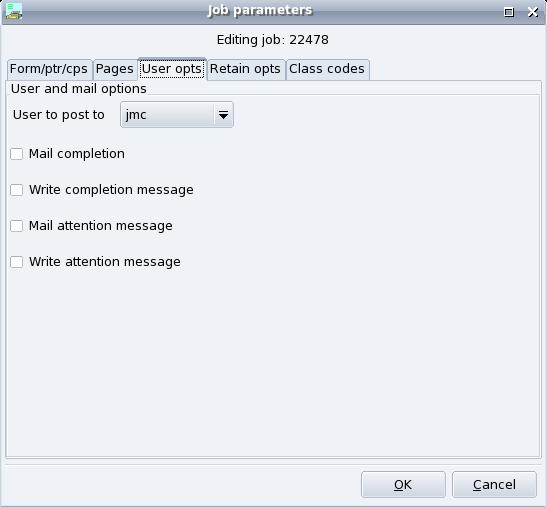 Job parameters
Editing job: 22478
Form/ptr/cps Pages User opts Retain opts Class codes
User and mail options
User to post to jmc
Mail completion
Write completion message
Mail attention message
Write attention message
OK Cancel